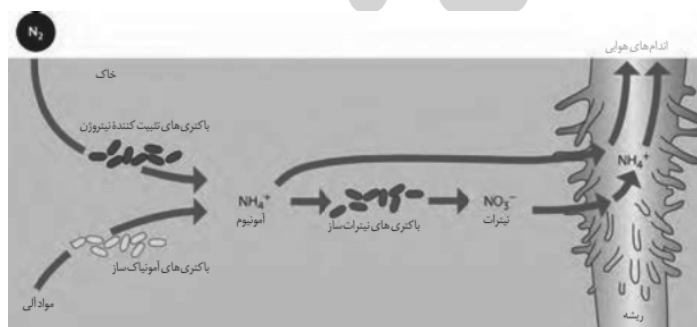 N₂
اندام‌های هوایی
خاک
باکتری‌های تثبیت کنندهٔ نیتروژن
NH₄⁺
NH₄⁺
آمونیوم
NO₃⁻
نیترات
باکتری‌های نیترات‌ساز
باکتری‌های آمونیاک‌ساز
مواد آلی
ریشه